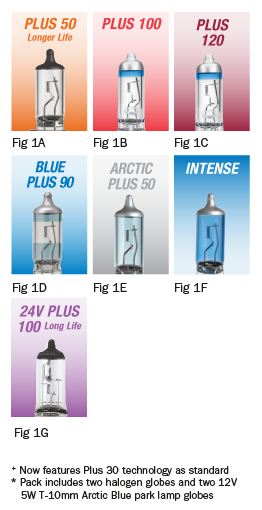 PLUS 50
Longer Life
Fig 1A
PLUS 100
Fig 1B
PLUS
120
Fig 1C
BLUE
PLUS 90
Fig 1D
ARCTIC
PLUS 50
Fig 1E
INTENSE
Fig 1F
24V PLUS
100 Long Life
Fig 1G
+ Now features Plus 30 technology as standard
* Pack includes two halogen globes and two 12V
5W T-10mm Arctic Blue park lamp globes